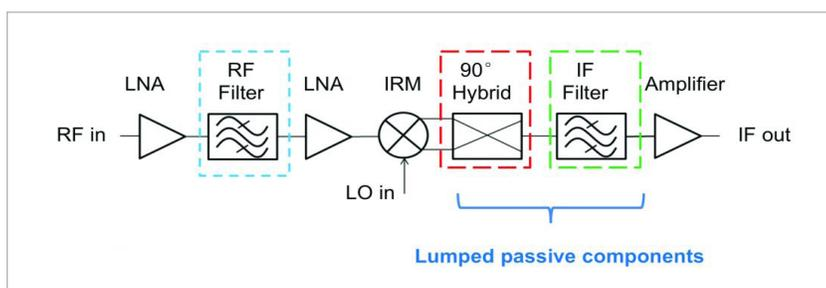 LNA
RF
Filter
LNA
IRM
90°
Hybrid
IF
Filter
Amplifier
RF in
IF out
LO in
Lumped passive components